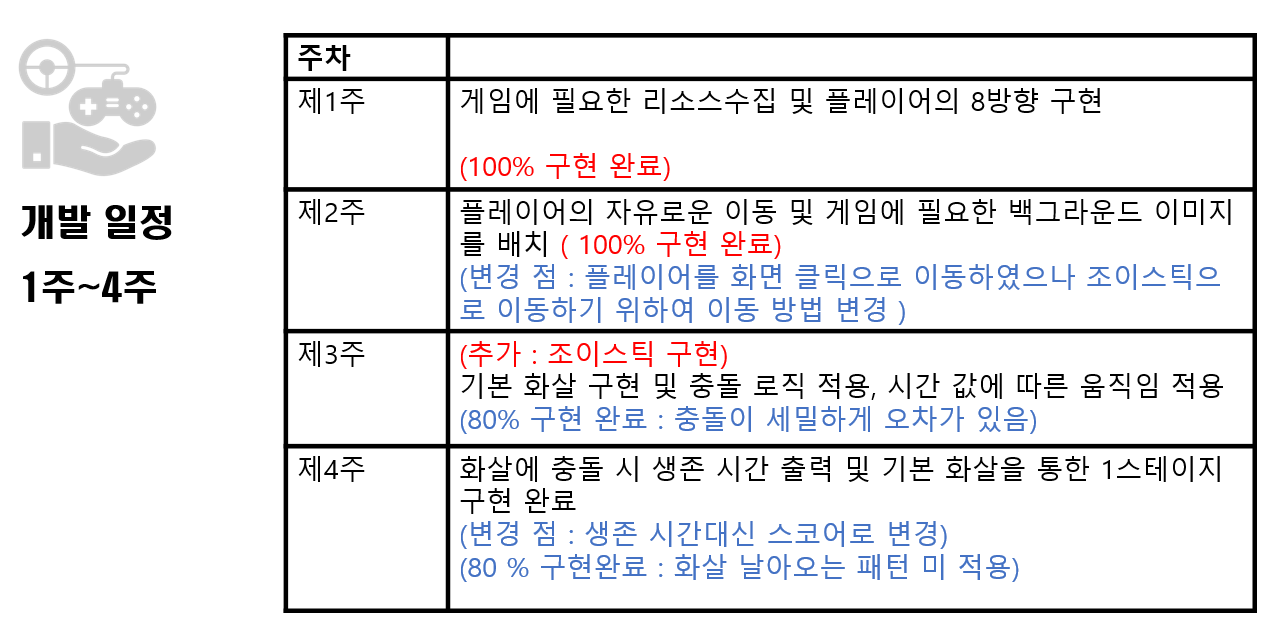 개발 일정
1주~4주
주차
제1주
게임에 필요한 리소스수집 및 플레이어의 8방향 구현
(100% 구현 완료)
제2주
플레이어의 자유로운 이동 및 게임에 필요한 백그라운드 이미지
를 배치 ( 100% 구현 완료)
(변경 점 : 플레이어를 화면 클릭으로 이동하였으나 조이스틱으
로 이동하기 위하여 이동 방법 변경 )
제3주
(추가 : 조이스틱 구현)
기본 화살 구현 및 충돌 로직 적용, 시간 값에 따른 움직임 적용
(80% 구현 완료 : 충돌이 세밀하게 오차가 있음)
제4주
화살에 충돌 시 생존 시간 출력 및 기본 화살을 통한 1스테이지
구현 완료
(변경 점 : 생존 시간대신 스코어로 변경)
(80 % 구현완료 : 화살 날아오는 패턴 미 적용)